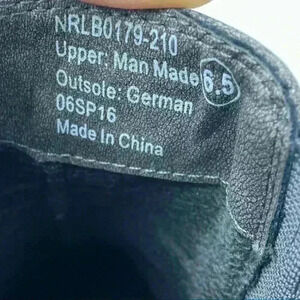 NRLB0179-210
Upper: Man Made 6.5
Outsole: German
06SP16
Made In China